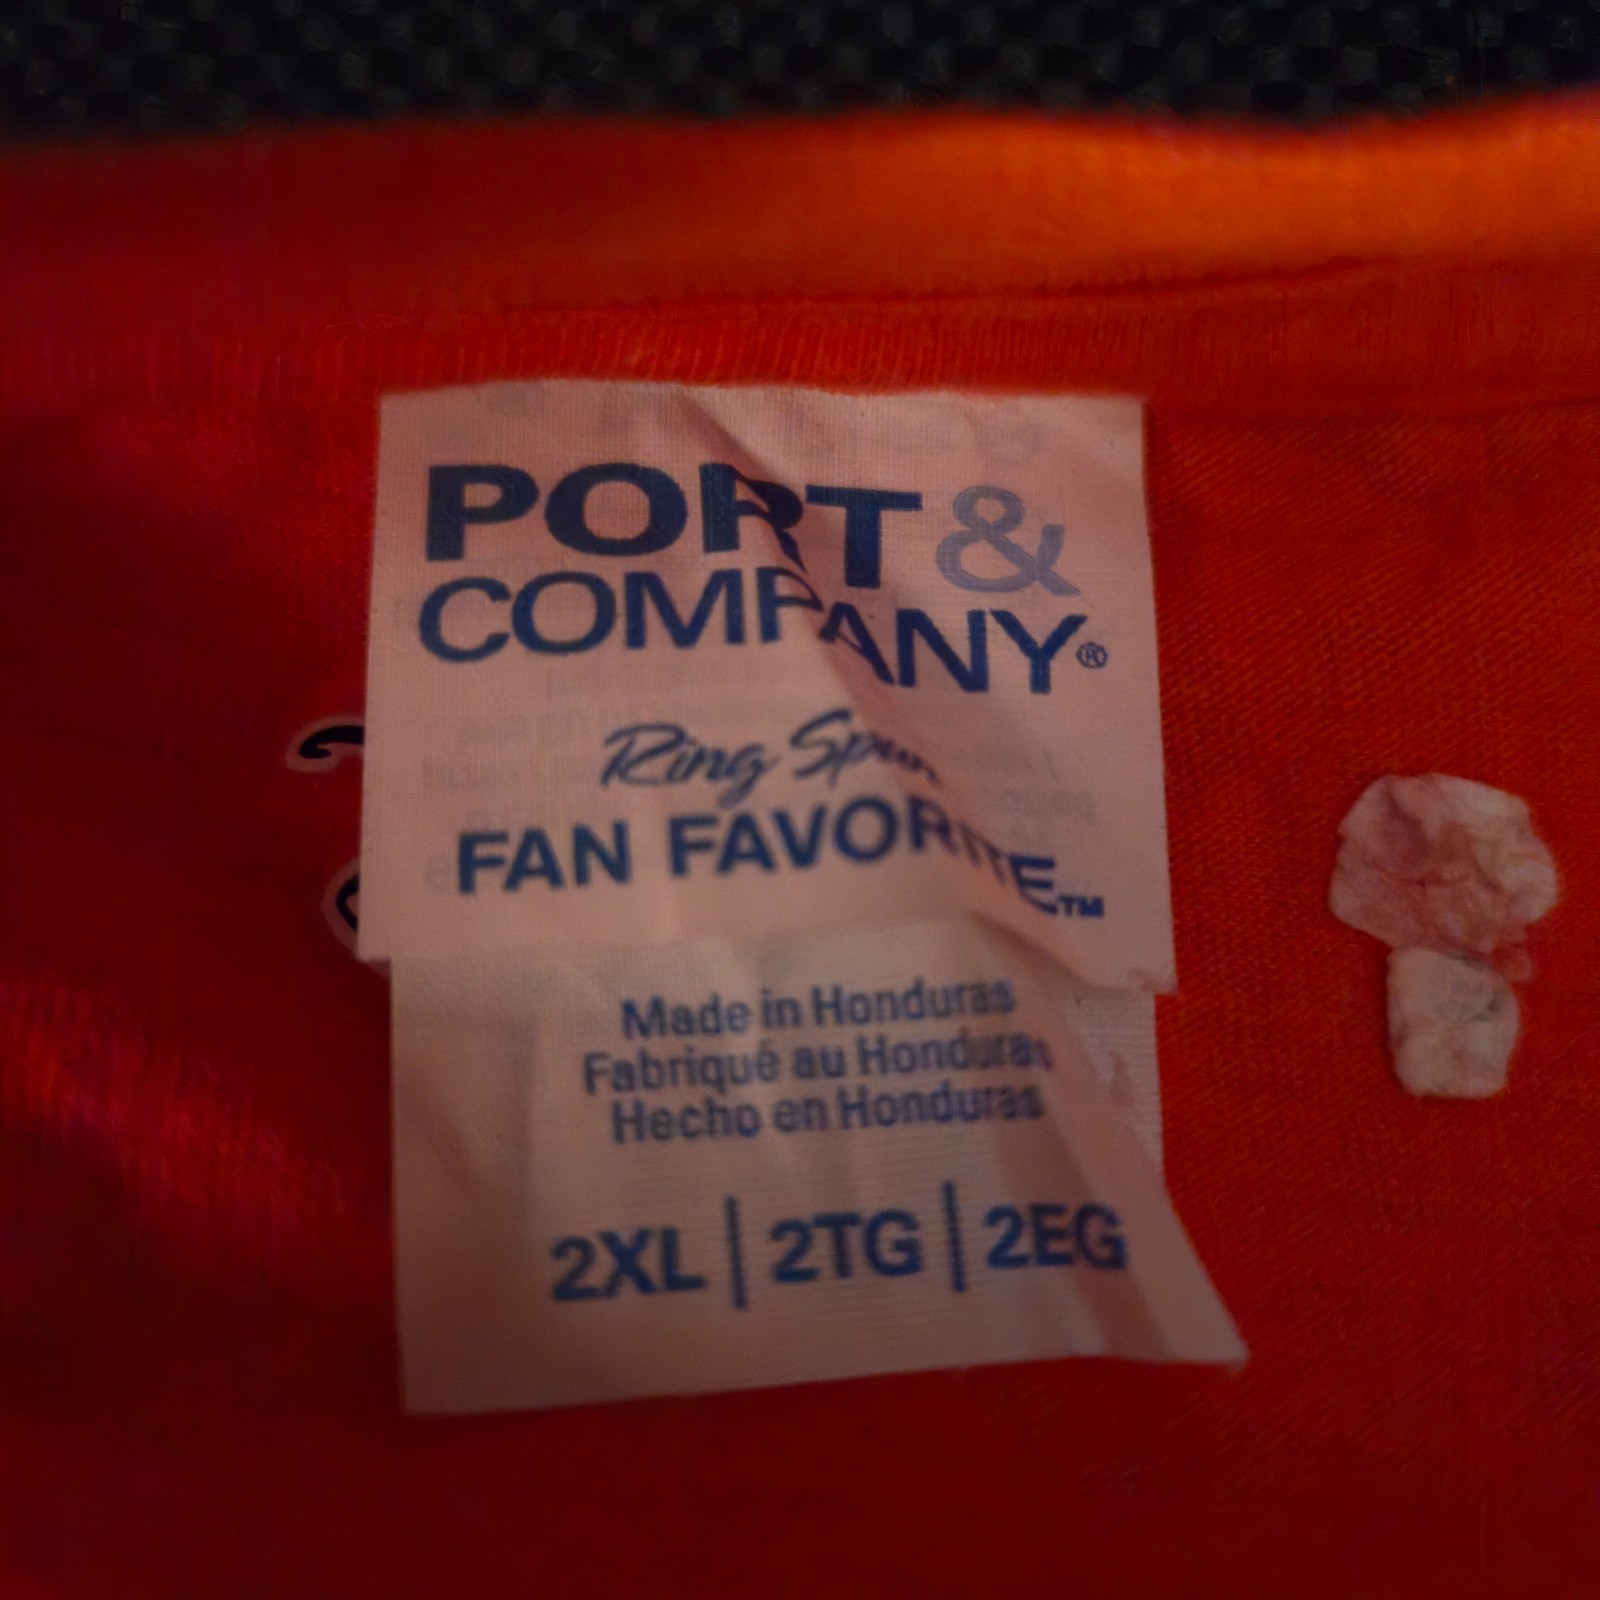 PORT &
COMPANY®
Ring Spun
FAN FAVORITE™
Made in Honduras
Fabriqué au Honduras
Hecho en Honduras
2XL | 2TG | 2EG